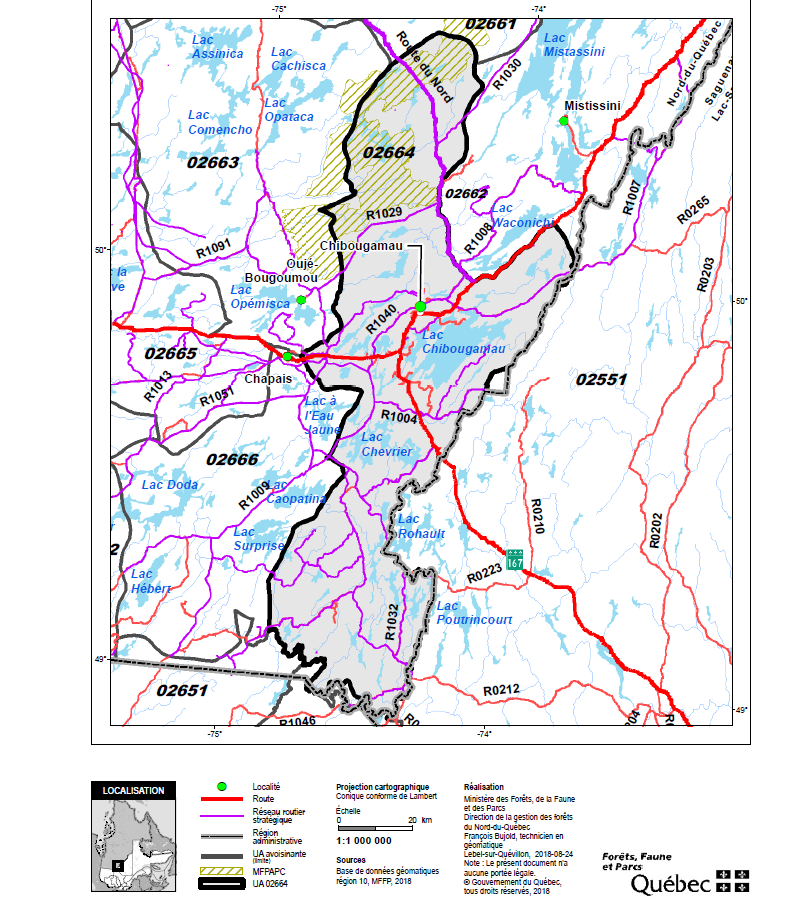 -75°
-74°
02661
Lac
Assinica
Lac
Cachisca
Route du Nord
R1030
Lac
Mistassini
Nord-du-Québec
Lac
Opataca
Lac
Comencho
Mistissini
02663
02664
02662
R1007
R0265
R1029
Lac
Waconichi
R1008
R1091
Chibougamau
50°
R0203
Oujé-
Bougoumou
Lac
Opémisca
50°
R1040
Lac
Chibougamau
02665
Chapais
R1013
R1051
02551
Lac à
l'Eau
Jaune
R1004
Lac
Chevrier
02666
Lac Doda
R1009
Lac
Caopatina
R0210
R0202
Lac
Rohault
Lac
Surprise
167
R0223
Lac
Hébert
R1032
Lac
Poutrincourt
49°
02651
R0212
R1046
49°
-75°
-74°
LOCALISATION
Localité
Route
Réseau routier
stratégique
Région
administrative
UA avoisinante
(limite)
MFPAPC
UA 02664
Projection cartographique
Conique conforme de Lambert
Échelle
0 20 km
1:1 000 000
Sources
Base de données géomatiques
région 10, MFFP, 2018
Réalisation
Ministère des Forêts, de la Faune
et des Parcs
Direction de la gestion des forêts
du Nord-du-Québec
François Bujold, technicien en
géomatique
Lebel-sur-Quévillon, 2018-08-24
Note : Le présent document n'a
aucune portée légale.
© Gouvernement du Québec,
tous droits réservés, 2018
Forêts, Faune
et Parcs
Québec